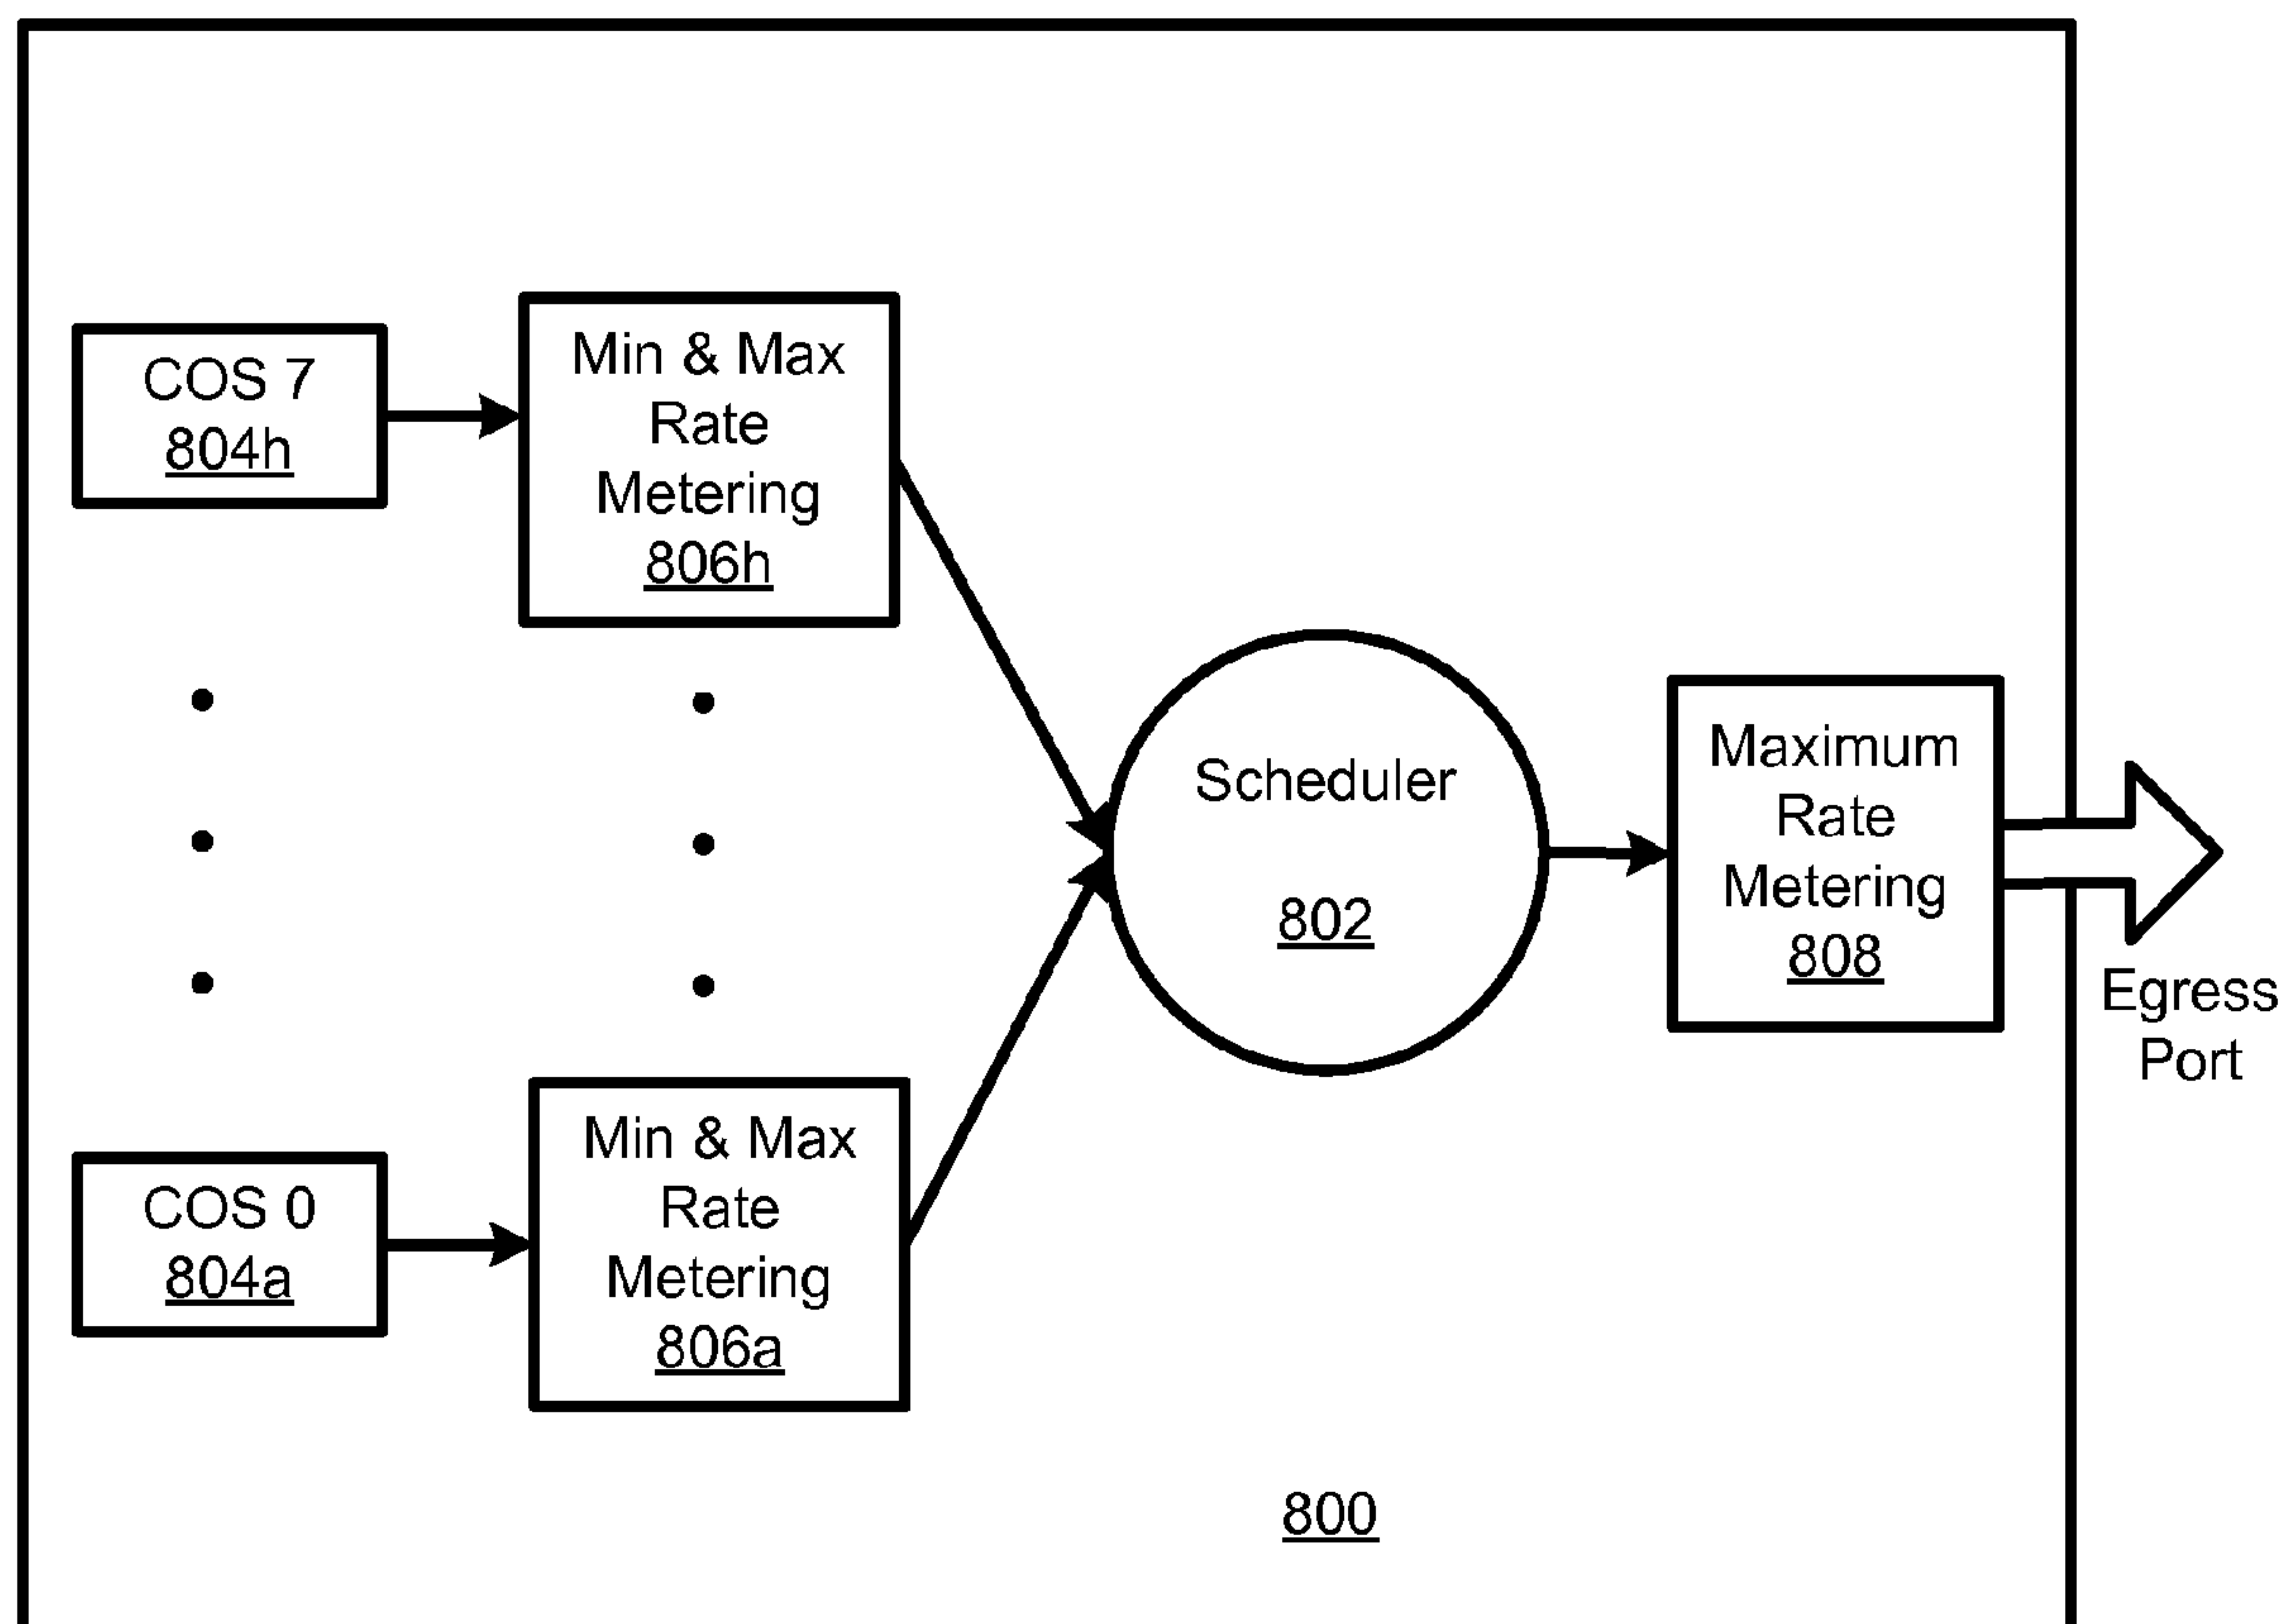 COS 7
804h
Min & Max
Rate
Metering
806h
Scheduler
802
Maximum
Rate
Metering
808
Egress
Port
COS 0
804a
Min & Max
Rate
Metering
806a
800